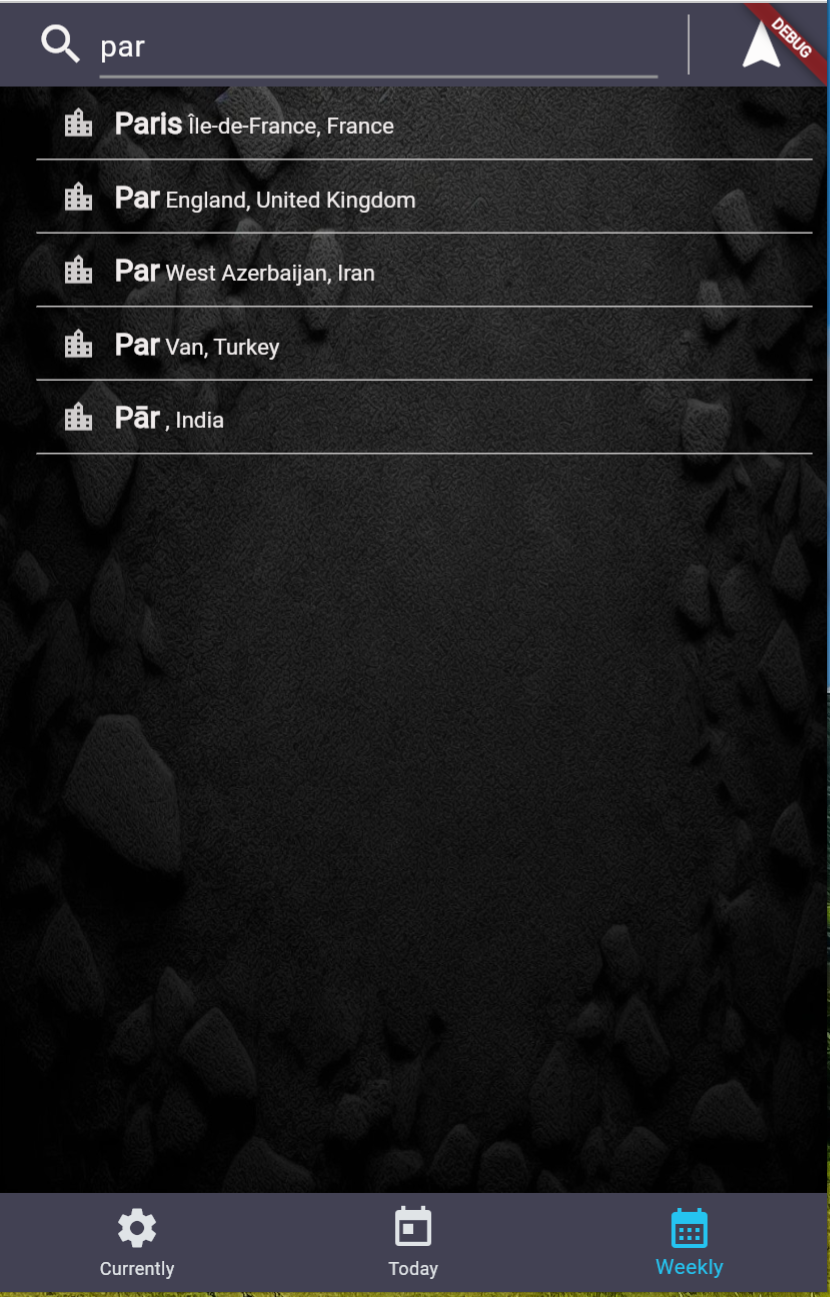 par
DEBUG
Paris Île-de-France, France
Par England, United Kingdom
Par West Azerbaijan, Iran
Par Van, Turkey
Pār , India
Currently
Today
Weekly